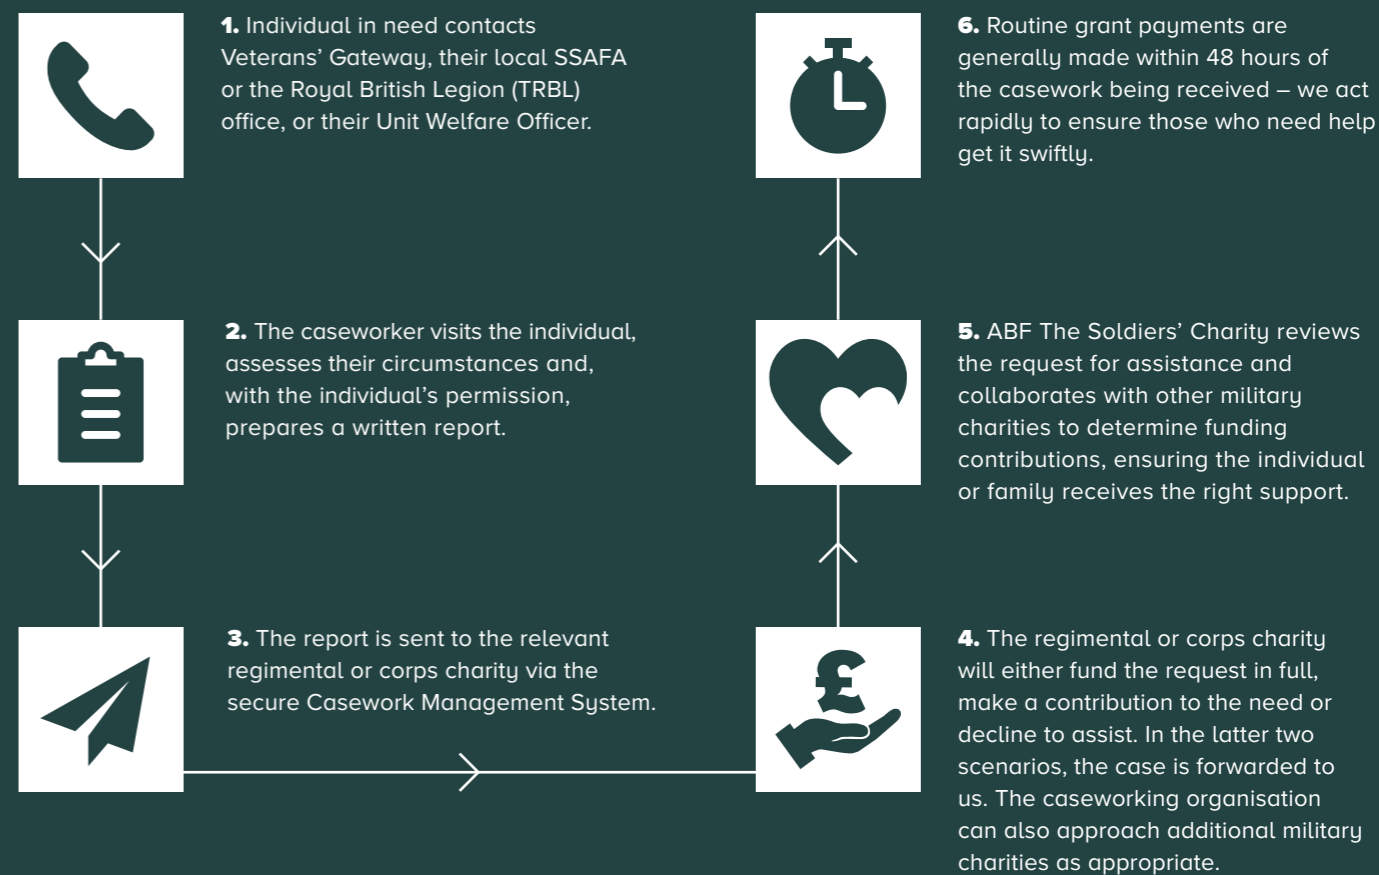 1. Individual in need contacts
Veterans’ Gateway, their local SSAFA
or the Royal British Legion (TRBL)
office, or their Unit Welfare Officer.
2. The caseworker visits the individual,
assesses their circumstances and,
with the individual’s permission,
prepares a written report.
3. The report is sent to the relevant
regimental or corps charity via the
secure Casework Management System.
£
4. The regimental or corps charity
will either fund the request in full,
make a contribution to the need or
decline to assist. In the latter two
scenarios, the case is forwarded to
us. The caseworking organisation
can also approach additional military
charities as appropriate.
5. ABF The Soldiers’ Charity reviews
the request for assistance and
collaborates with other military
charities to determine funding
contributions, ensuring the individual
or family receives the right support.
6. Routine grant payments are
generally made within 48 hours of
the casework being received – we act
rapidly to ensure those who need help
get it swiftly.